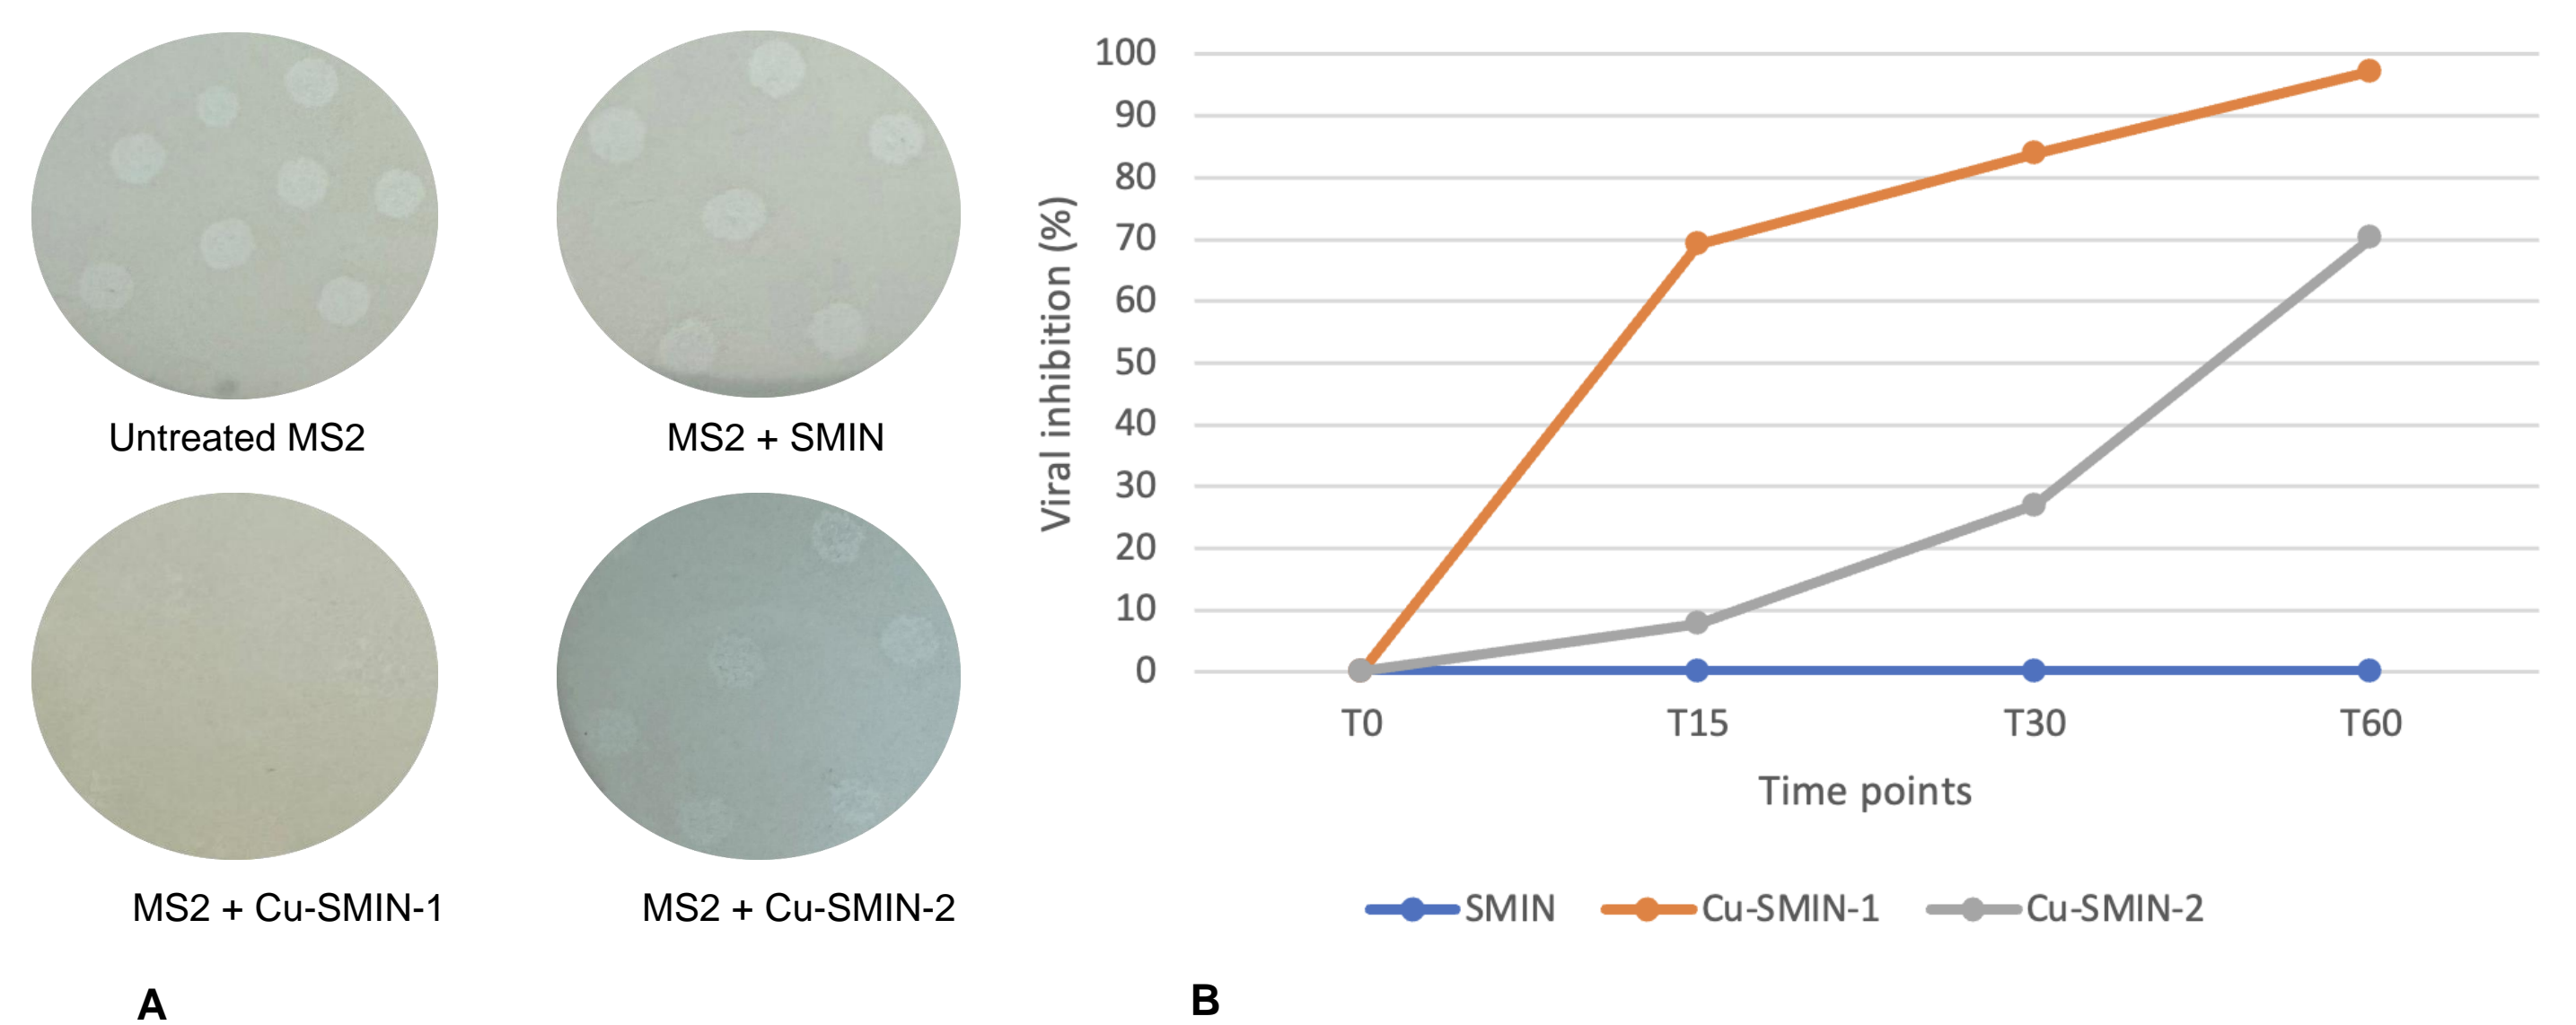 Untreated MS2
MS2 + SMIN
MS2 + Cu-SMIN-1
MS2 + Cu-SMIN-2
A
Viral inhibition (%)
100
90
80
70
60
50
40
30
20
10
0
T0 T15 T30 T60
Time points
SMIN Cu-SMIN-1 Cu-SMIN-2
B